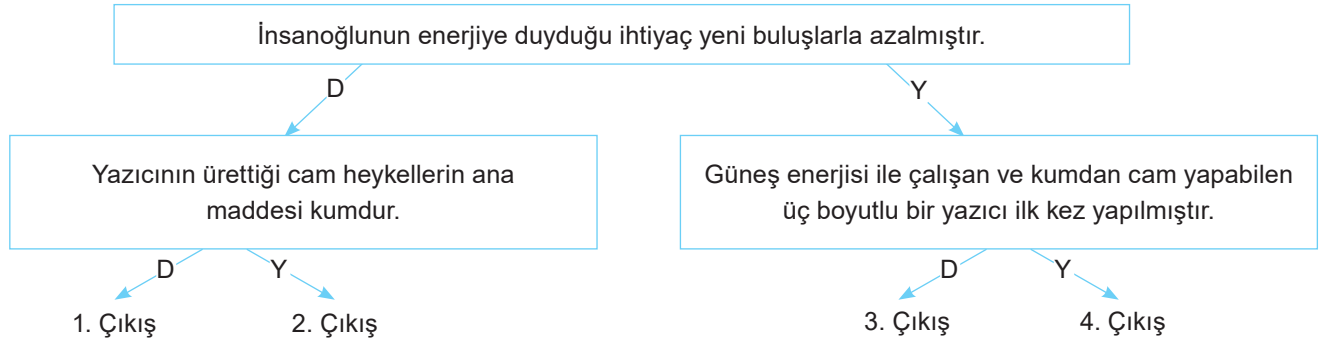 İnsanoğlunun enerjiye duyduğu ihtiyaç yeni buluşlarla azalmıştır.
D
Y
Yazıcının ürettiği cam heykellerin ana
maddesi kumdur.
Güneş enerjisi ile çalışan ve kumdan cam yapabilen
üç boyutlu bir yazıcı ilk kez yapılmıştır.
D
Y
D
Y
1. Çıkış
2. Çıkış
3. Çıkış
4. Çıkış